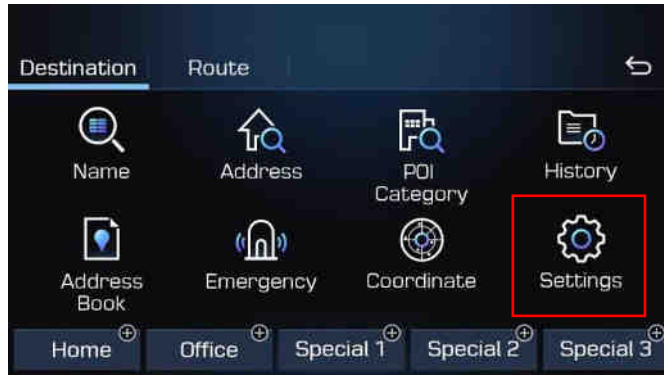 Destination Route
Name Address POI Category History
Address Book Emergency Coordinate Settings
Home Office Special 1 Special 2 Special 3